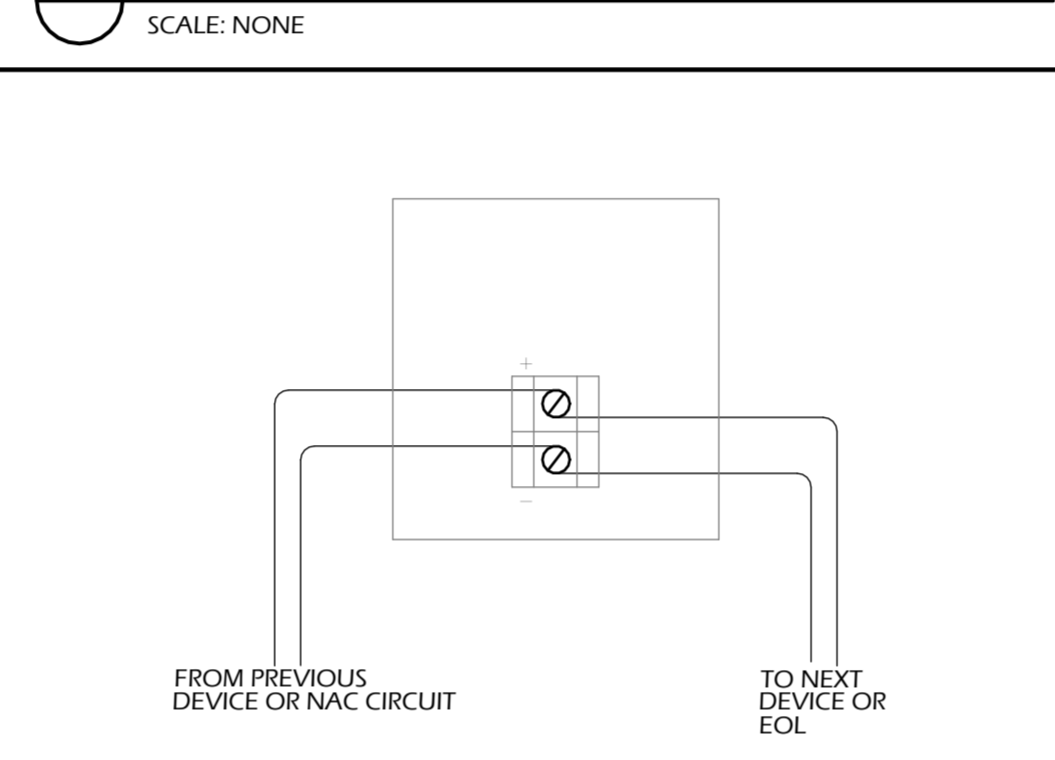 SCALE: NONE
+
–
FROM PREVIOUS
DEVICE OR NAC CIRCUIT
TO NEXT
DEVICE OR
EOL